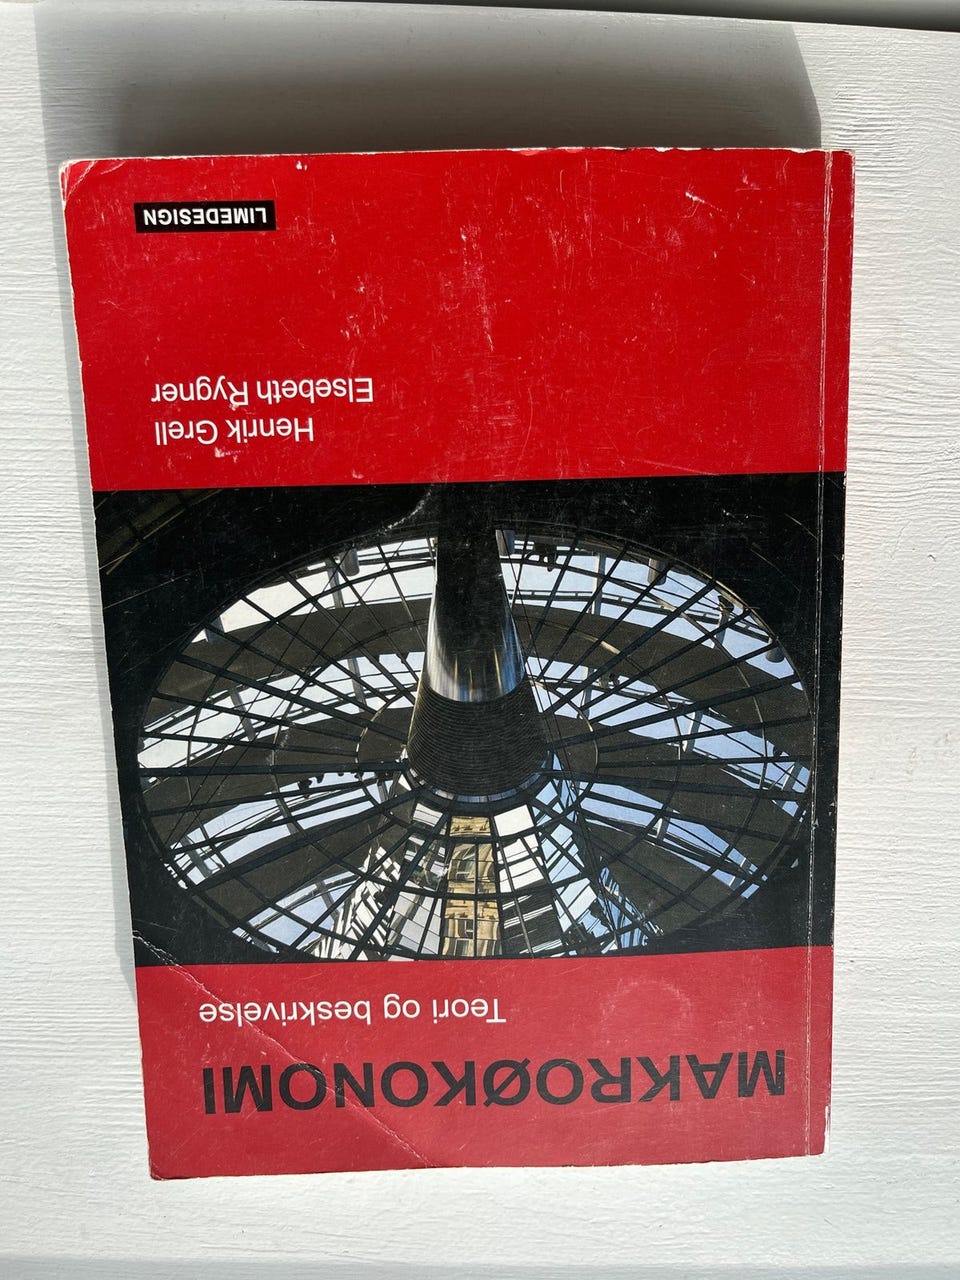 MAKROØKONOMI
Teori og beskrivelse
Henrik Grell
Elsebeth Rygner
LIMEDESIGN